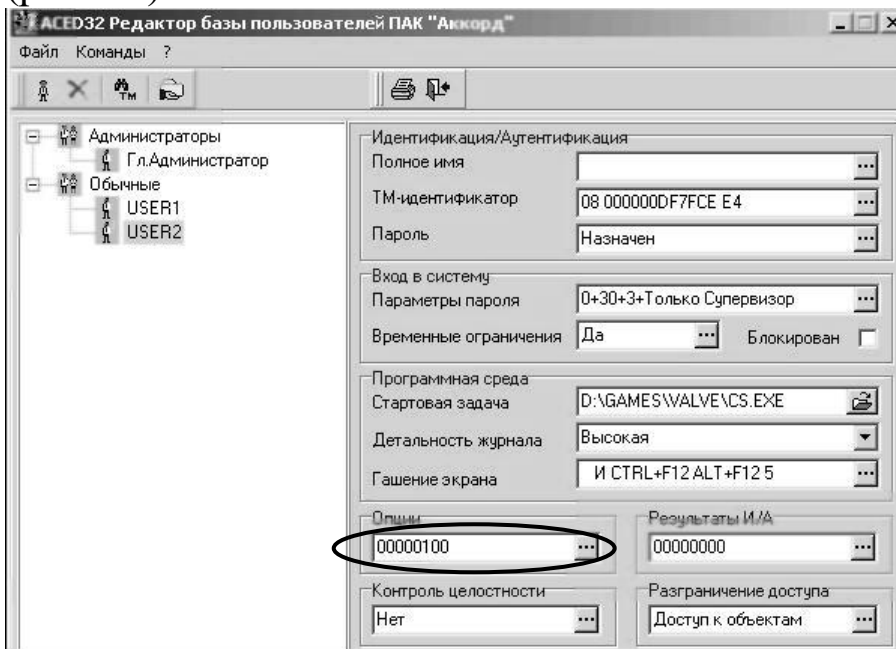 ACED32 Редактор базы пользователей ПАК "Аккорд"
Файл Команды ?
ТМ
Администраторы
Гл.Администратор
Обычные
USER1
USER2
Идентификация/Аутентификация
Полное имя
ТМ-идентификатор 08 000000DF7FCE E4
Пароль Назначен
Вход в систему
Параметры пароля 0+30+3+Только Супервизор
Временные ограничения Да Блокирован
Программная среда
Стартовая задача D:\GAMES\VALVE\CS.EXE
Детальность журнала Высокая
Гашение экрана И CTRL+F12 ALT+F12 5
Опции Результаты И/А
00000100 00000000
Контроль целостности Разграничение доступа
Нет Доступ к объектам